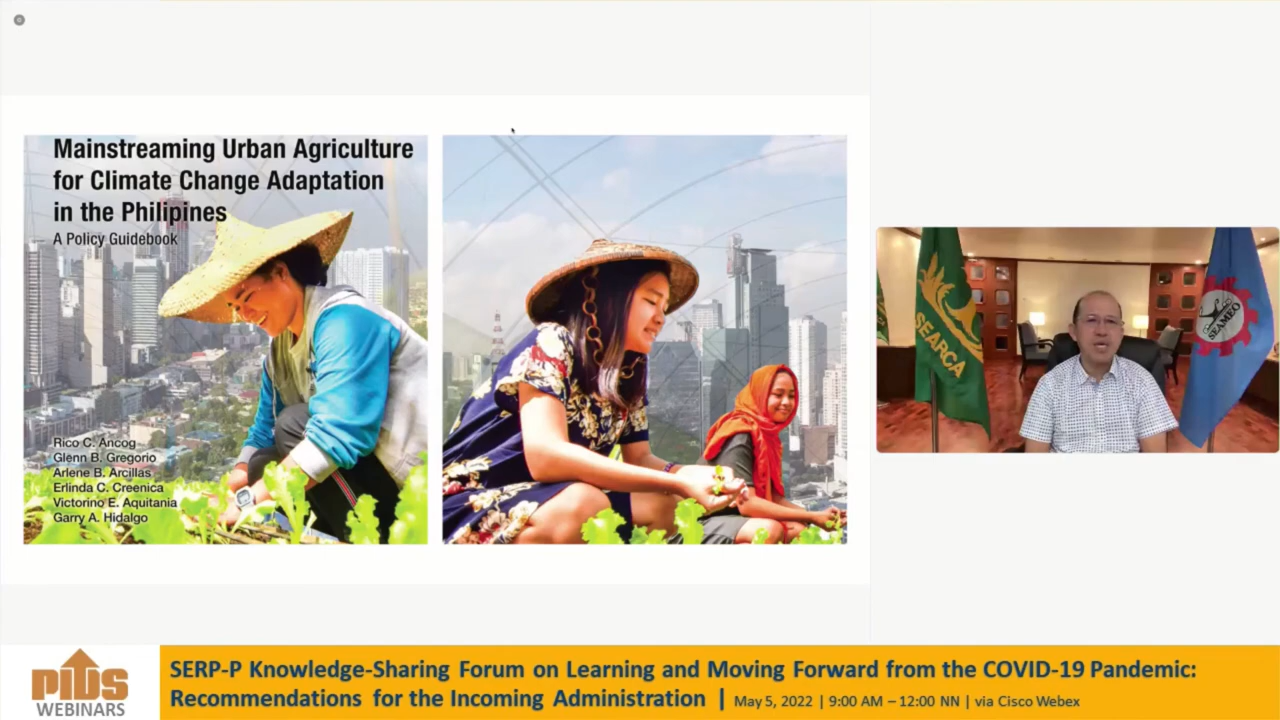 Mainstreaming Urban Agriculture
for Climate Change Adaptation
in the Philipines
A Policy Guidebook
Rico C. Ancog
Glenn B. Gregorio
Arlene B. Arcillas
Erlinda C. Creenica
Victorino E. Aquitania
Garry A. Hidalgo
SEARCA
SEAMEO
PIDS
WEBINARS
SERP-P Knowledge-Sharing Forum on Learning and Moving Forward from the COVID-19 Pandemic:
Recommendations for the Incoming Administration | May 5, 2022 | 9:00 AM – 12:00 NN | via Cisco Webex